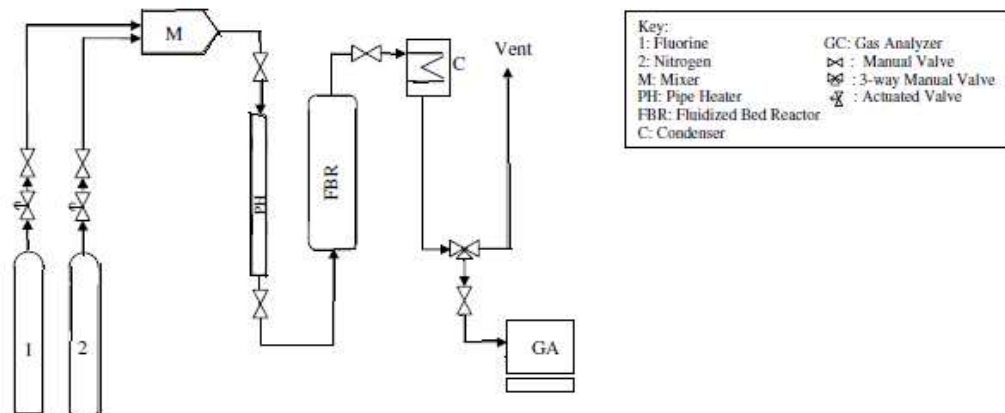 M
C
Vent
PH
FBR
1
2
GA
Key:
1: Fluorine
2: Nitrogen
M: Mixer
PH: Pipe Heater
FBR: Fluidized Bed Reactor
C: Condenser
GC: Gas Analyzer
: Manual Valve
: 3-way Manual Valve
: Actuated Valve